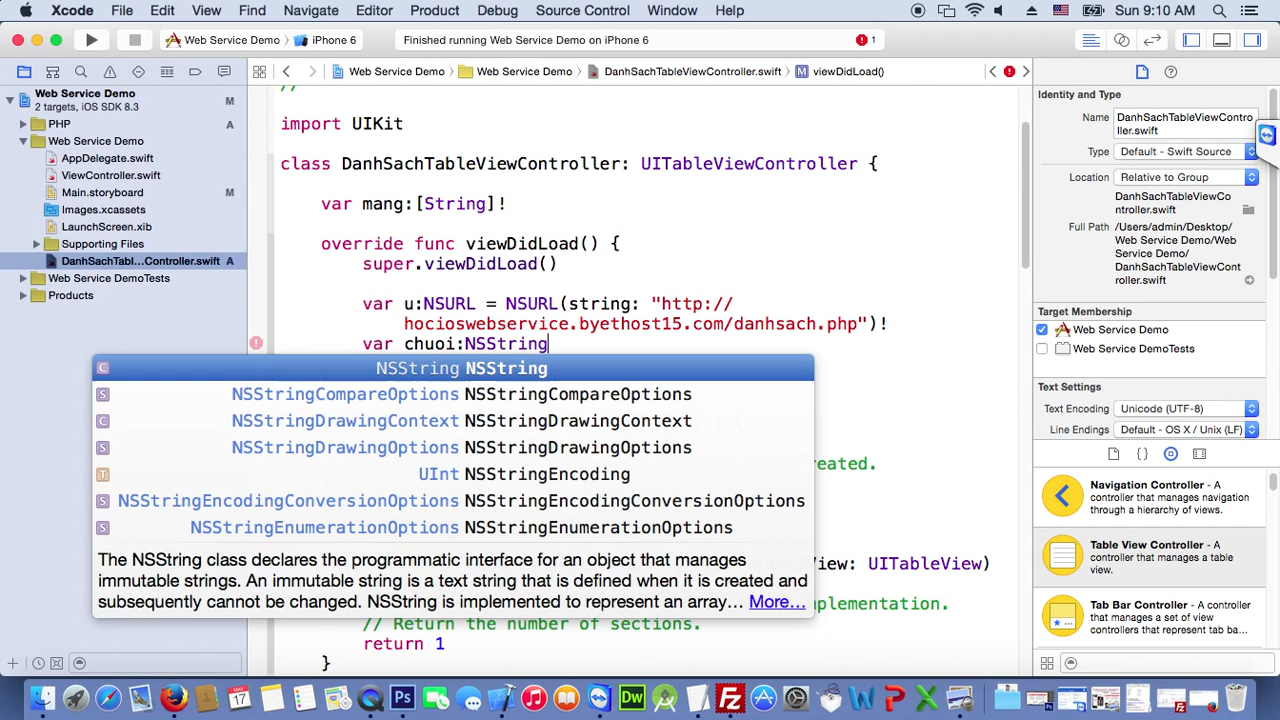 Xcode File Edit View Find Navigate Editor Product Debug Source Control Window Help Sun 9:10 AM
Web Service Demo iPhone 6 Finished running Web Service Demo on iPhone 6 1
Web Service Demo Web Service Demo DanhSachTableViewController.swift viewDidLoad()
Web Service Demo M
2 targets, iOS SDK 8.3
PHP A
Web Service Demo
AppDelegate.swift
ViewController.swift
Main.storyboard M
Images.xcassets
LaunchScreen.xib
Supporting Files
DanhSachTabl...Controller.swift A
Web Service DemoTests
Products
//
import UIKit
class DanhSachTableViewController: UITableViewController {
var mang:[String]!
override func viewDidLoad() {
super.viewDidLoad()
var u:NSURL = NSURL(string: "http://
hocioswebservice.byethost15.com/danhsach.php")!
var chuoi:NSString
NSString NSString
NSStringCompareOptions NSStringCompareOptions
NSStringDrawingContext NSStringDrawingContext
NSStringDrawingOptions NSStringDrawingOptions
UInt NSStringEncoding
NSStringEncodingConversionOptions NSStringEncodingConversionOptions
NSStringEnumerationOptions NSStringEnumerationOptions
The NSString class declares the programmatic interface for an object that manages
immutable strings. An immutable string is a text string that is defined when it is created and
subsequently cannot be changed. NSString is implemented to represent an array… More…
created.
View: UITableView)
mplementation.
// Return the number of sections.
return 1
}
Identity and Type
Name DanhSachTableViewContro
ller.swift
Type Default - Swift Source
Location Relative to Group
DanhSachTableViewCo
ntroller.swift
Full Path /Users/admin/Desktop/
Web Service Demo/Web
Service Demo/
DanhSachTableViewCont
roller.swift
Target Membership
Web Service Demo
Web Service DemoTests
Text Settings
Text Encoding Unicode (UTF-8)
Line Endings Default - OS X / Unix (LF)
{ }
Navigation Controller - A
controller that manages navigation
through a hierarchy of views.
Table View Controller - A
controller that manages a table
view.
Tab Bar Controller - A controller
that manages a set of view
controllers that represent tab ba...
17
Ps Dw Fz W P X